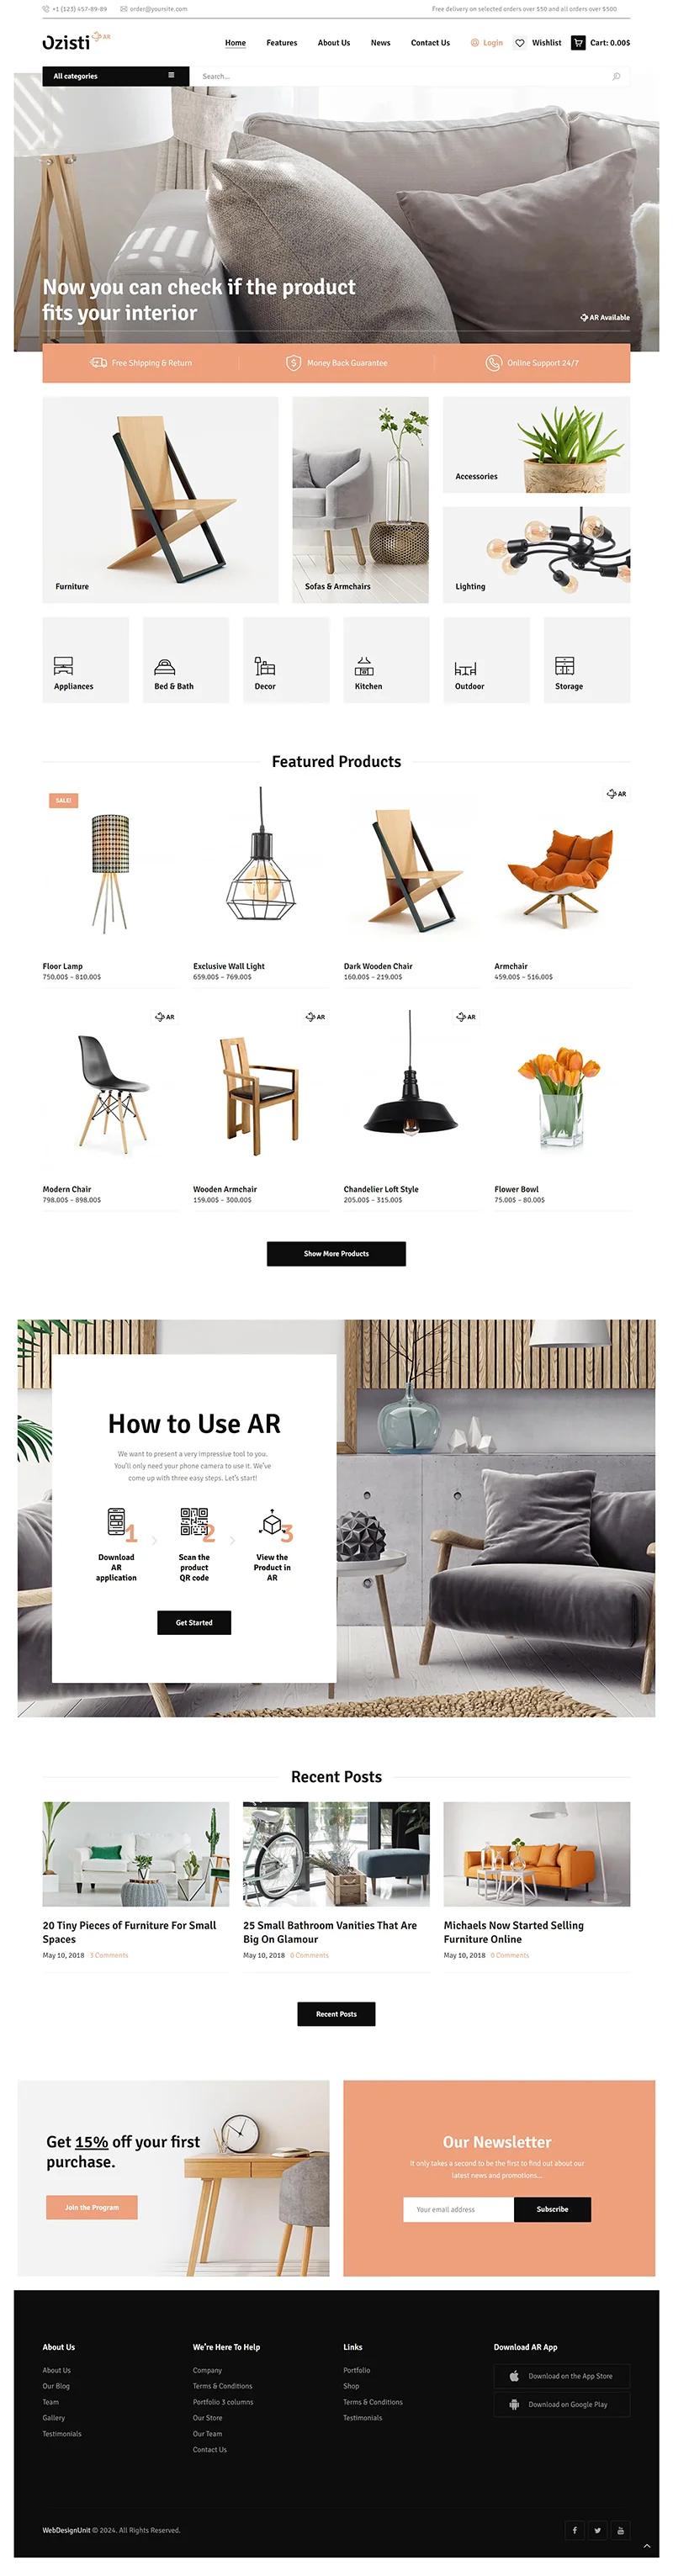 +1 (123) 457-89-89 order@yoursite.com Free delivery on selected orders over $50 and all orders over $500
Ozisti AR
Home Features About Us News Contact Us Login Wishlist Cart: 0.00$
All categories Search...
Now you can check if the product
fits your interior
AR Available
Free Shipping & Return Money Back Guarantee Online Support 24/7
Accessories
Furniture Sofas & Armchairs Lighting
Appliances Bed & Bath Decor Kitchen Outdoor Storage
Featured Products
SALE! AR
Floor Lamp Exclusive Wall Light Dark Wooden Chair Armchair
750.00$ – 810.00$ 659.00$ – 769.00$ 160.00$ – 219.00$ 459.00$ – 516.00$
AR AR AR
Modern Chair Wooden Armchair Chandelier Loft Style Flower Bowl
798.00$ – 898.00$ 159.00$ – 300.00$ 205.00$ – 315.00$ 75.00$ – 80.00$
Show More Products
How to Use AR
We want to present a very impressive tool to you.
You'll only need your phone camera to use it. We've
come up with three easy steps. Let's start!
1 2 3
Download Scan the View the
AR product Product in
application QR code AR
Get Started
Recent Posts
20 Tiny Pieces of Furniture For Small 25 Small Bathroom Vanities That Are Michaels Now Started Selling
Spaces Big On Glamour Furniture Online
May 10, 2018 3 Comments May 10, 2018 0 Comments May 10, 2018 0 Comments
Recent Posts
Get 15% off your first
purchase.
Join the Program
Our Newsletter
It only takes a second to be the first to find out about our
latest news and promotions...
Your email address Subscribe
About Us We're Here To Help Links Download AR App
About Us Company Portfolio Download on the App Store
Our Blog Terms & Conditions Shop
Team Portfolio 3 columns Terms & Conditions Download on Google Play
Gallery Our Store Testimonials
Testimonials Our Team
Contact Us
WebDesignUnit © 2024. All Rights Reserved.